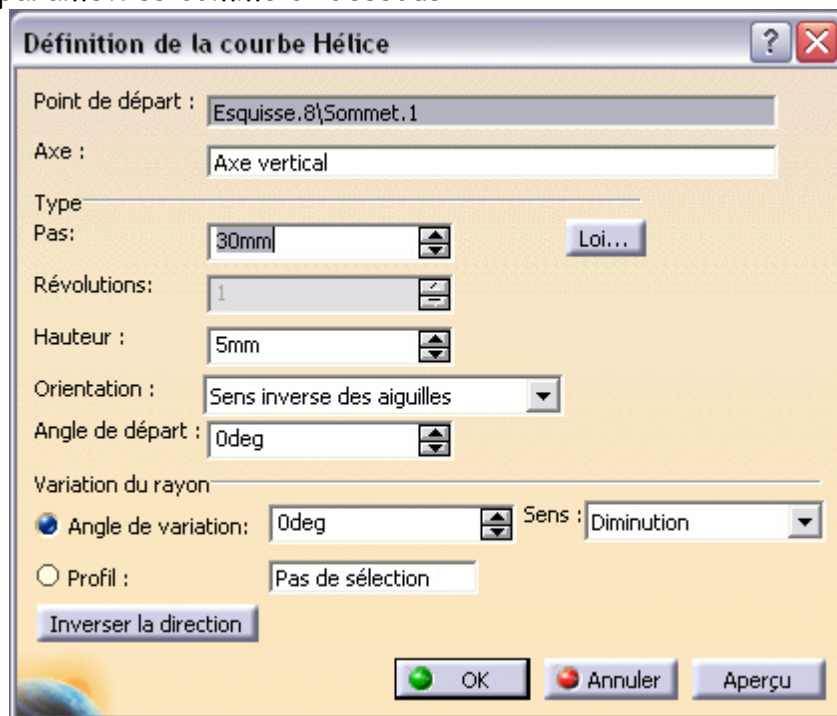 Définition de la courbe Hélice
Point de départ : Esquisse.8\Sommet.1
Axe : Axe vertical
Type
Pas: 30mm Loi...
Révolutions: 1
Hauteur : 5mm
Orientation : Sens inverse des aiguilles
Angle de départ : 0deg
Variation du rayon
Angle de variation: 0deg Sens : Diminution
Profil : Pas de sélection
Inverser la direction
OK Annuler Aperçu